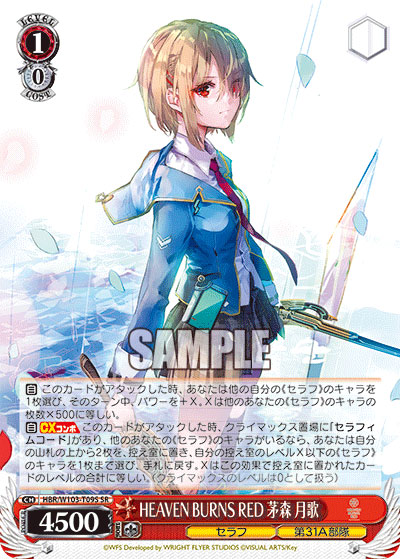 LEVEL
1
0
COST
SAMPLE
自 このカードがアタックした時、あなたは他の自分の《セラフ》のキャラを
1枚選び、そのターン中、パワーを+X。Xは他のあなたの《セラフ》のキャラの
枚数×500に等しい。
自 CXコンボ このカードがアタックした時、クライマックス置場に「セラフィ
ムコード」があり、他のあなたの《セラフ》のキャラがいるなら、あなたは自分
の山札の上から2枚を、控え室に置き、自分の控え室のレベルX以下の《セラフ》
のキャラを1枚まで選び、手札に戻す。Xはこの効果で控え室に置かれたカー
ドのレベルの合計に等しい。(クライマックスのレベルは0として扱う)
CH HBR/W103-T09S SR
4500
HEAVEN BURNS RED 茅森 月歌
セラフ 第31A部隊
©WFS Developed by WRIGHT FLYER STUDIOS ©VISUAL ARTS/Key